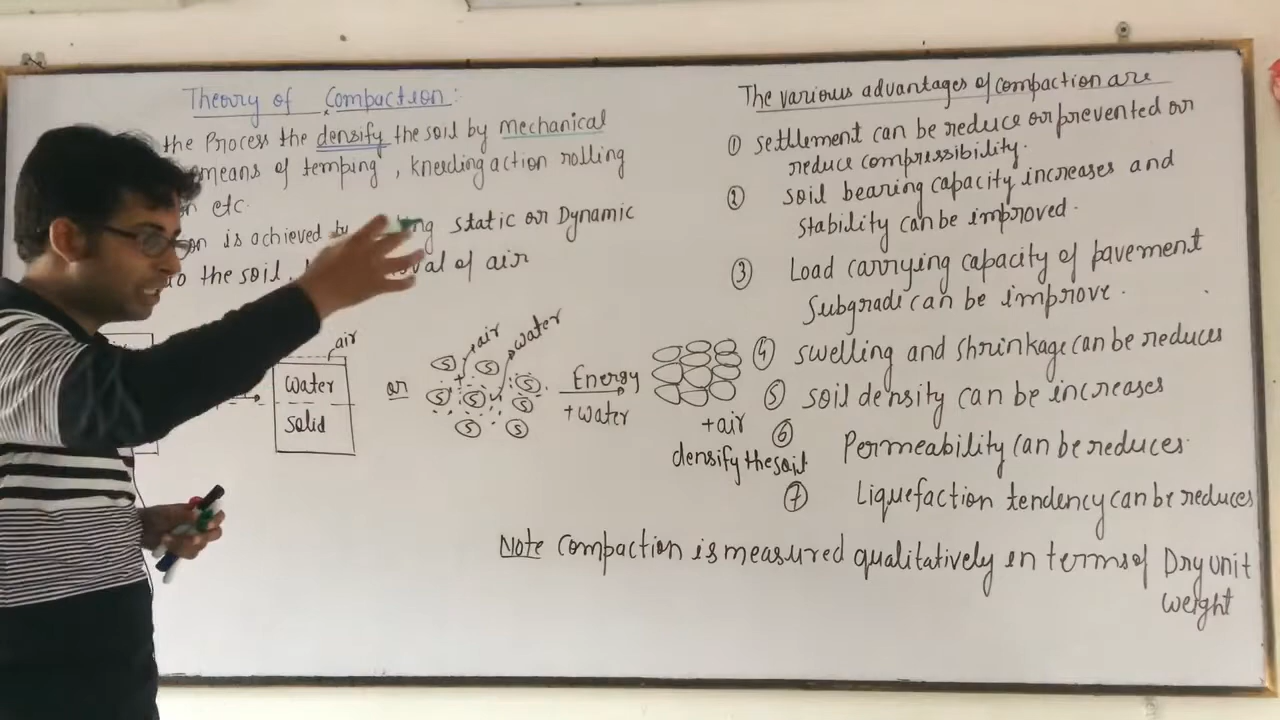 Theory of Compaction:
the Process the densify the soil by mechanical
means of temping, kneeding action rolling
etc.
is achieved by static or Dynamic
to the soil. of air
air
water
solid
or
air
water
S S S S S S S S
Energy
+ water
+air
densify the soil
The various advantages of compaction are
① settlement can be reduce or prevented or
reduce compressibility.
② soil bearing capacity increases and
stability can be improved.
③ Load carrying capacity of pavement
Subgrade can be improve.
④ swelling and shrinkage can be reduces
⑤ soil density can be increases
⑥ Permeability can be reduces.
⑦ Liquefaction tendency can be reduces
Note Compaction is measured qualitatively in terms of Dry unit
weight